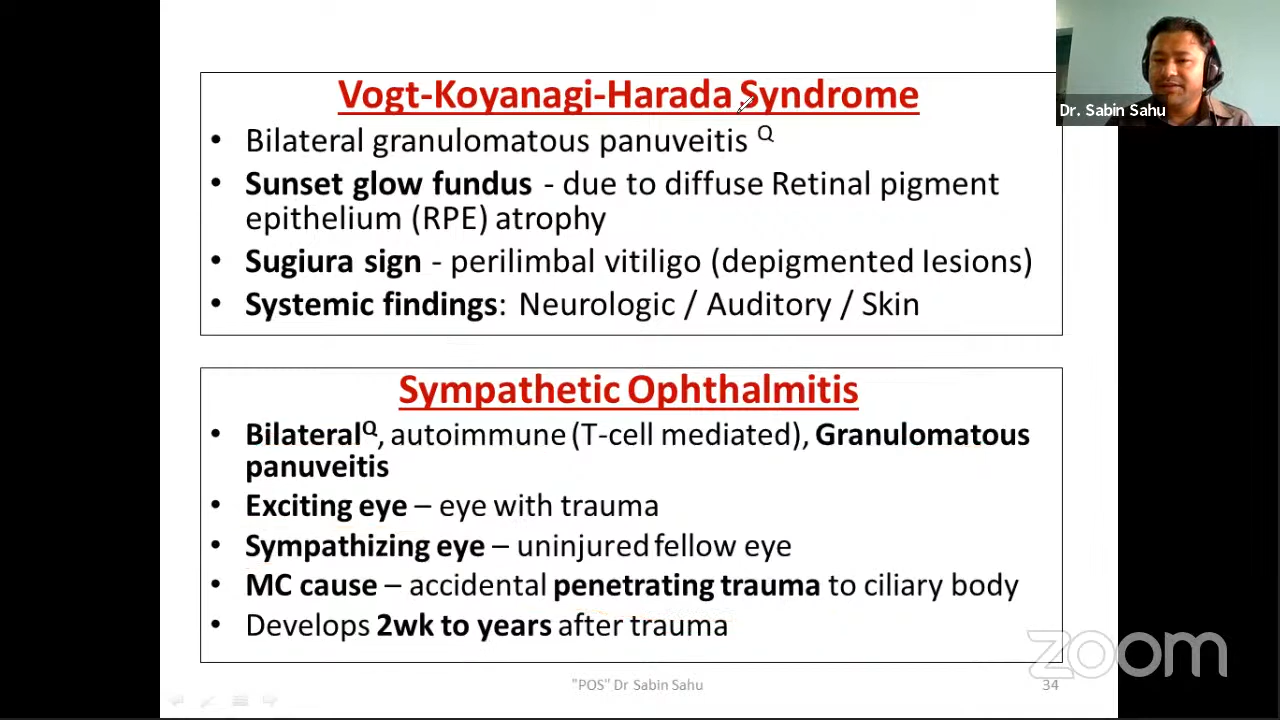 Vogt-Koyanagi-Harada Syndrome
• Bilateral granulomatous panuveitis Q
• Sunset glow fundus - due to diffuse Retinal pigment
epithelium (RPE) atrophy
• Sugiura sign - perilimbal vitiligo (depigmented lesions)
• Systemic findings: Neurologic / Auditory / Skin
Sympathetic Ophthalmitis
• BilateralQ, autoimmune (T-cell mediated), Granulomatous
panuveitis
• Exciting eye – eye with trauma
• Sympathizing eye – uninjured fellow eye
• MC cause – accidental penetrating trauma to ciliary body
• Develops 2wk to years after trauma
"POS" Dr Sabin Sahu
34
Dr. Sabin Sahu
zoom